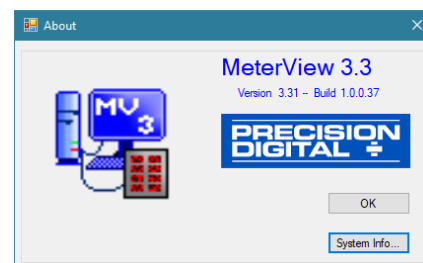 About
MeterView 3.3
Version 3.31 -- Build 1.0.0.37
MV
3
PRECISION
DIGITAL
OK
System Info...